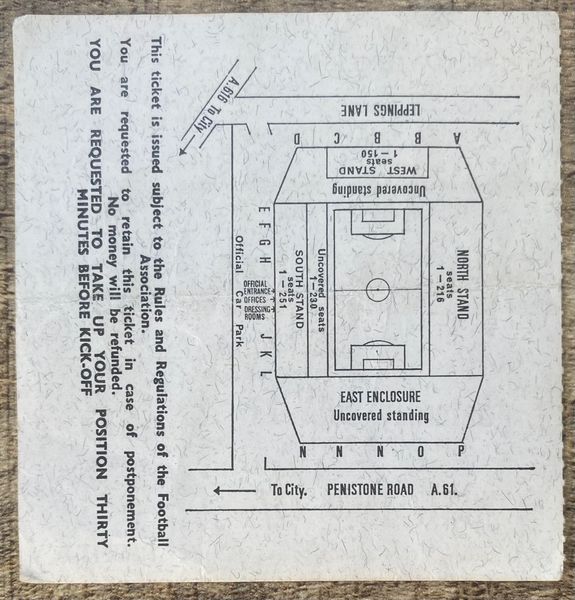 This ticket is issued subject to the Rules and Regulations of the Football
Association.
You are requested to retain this ticket in case of postponement.
No money will be refunded.
YOU ARE REQUESTED TO TAKE UP YOUR POSITION THIRTY
MINUTES BEFORE KICK-OFF
A.616 To City
LEPPINGS LANE
D C B B A
WEST STAND
seats
1—150
Uncovered standing
E F G H J K L
Official Car Park
OFFICIAL
ENTRANCE
OFFICES
DRESSING
ROOMS
SOUTH STAND
seats
1—251
Uncovered seats
1—230
NORTH STAND
seats
1—216
EAST ENCLOSURE
Uncovered standing
N N N N O P
To City. PENISTONE ROAD A.61.